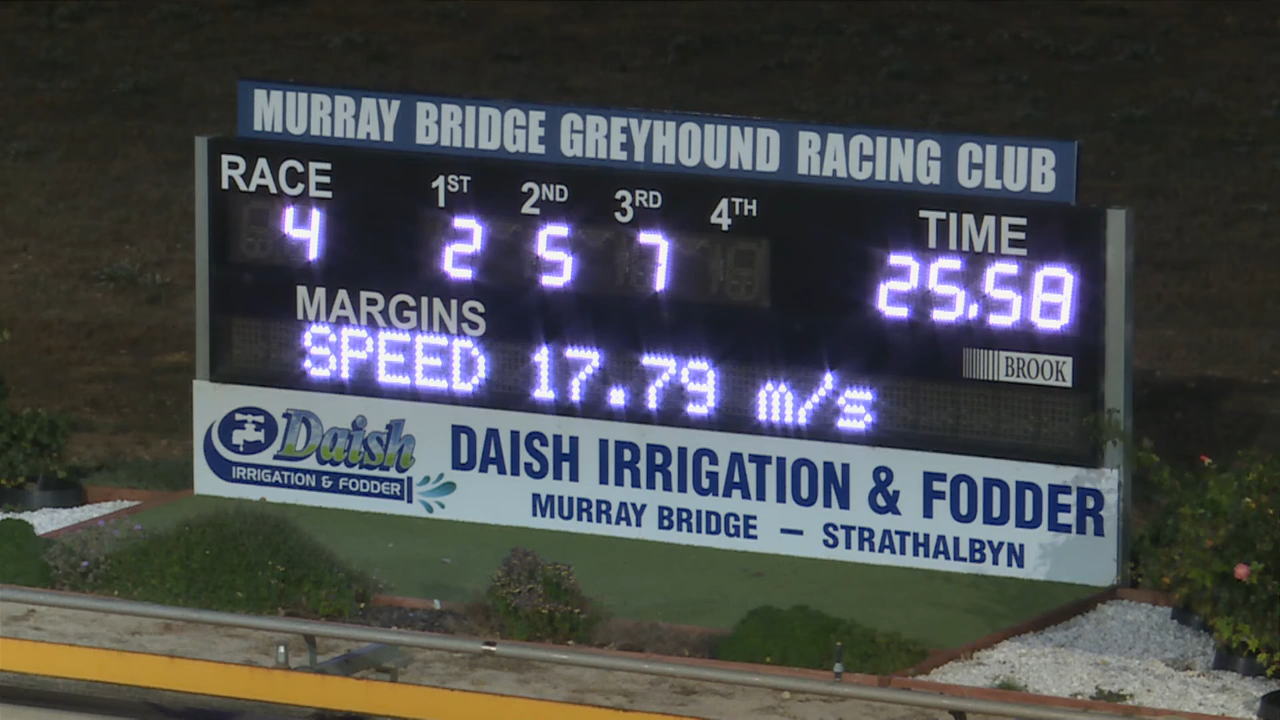 MURRAY BRIDGE GREYHOUND RACING CLUB
RACE 1ST 2ND 3RD 4TH TIME
4 2 5 7 25.58
MARGINS
SPEED 17.79 m/s
BROOK
Daish
IRRIGATION & FODDER
DAISH IRRIGATION & FODDER
MURRAY BRIDGE – STRATHALBYN